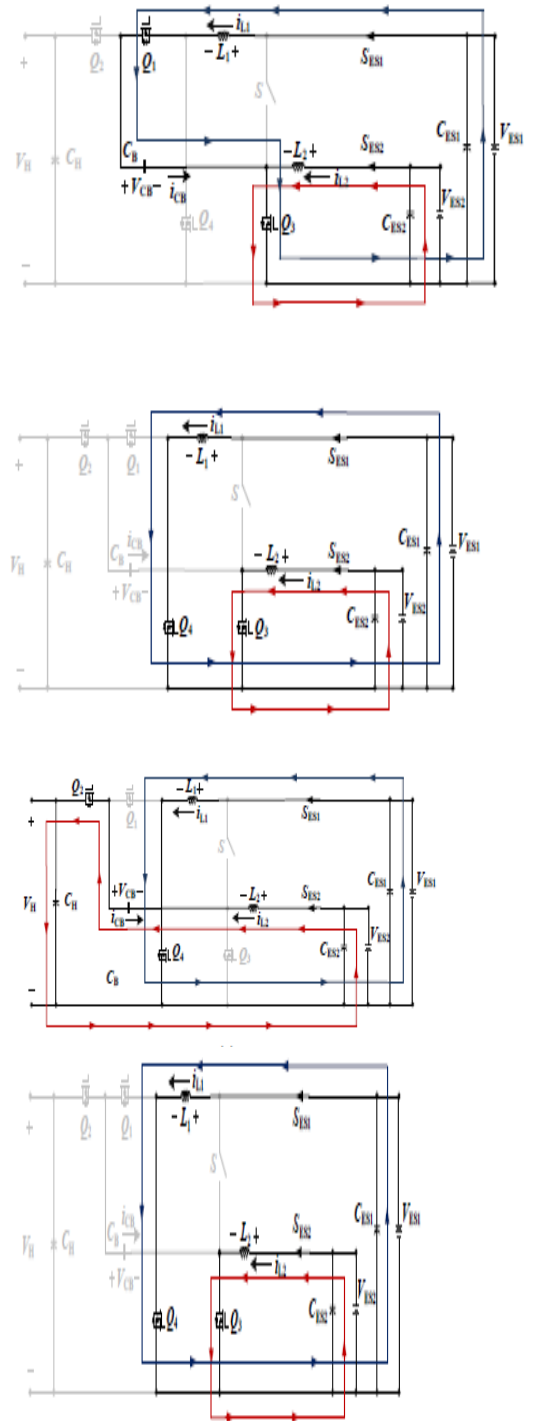 iL1
- L1 +
Q2
Q1
SES1
+
S
CES1
VES1
CB
SES2
-L2+
VH
CH
+VCB-
iCB
iL2
VES2
Q4
Q3
CES2
-
iL1
+
Q2
Q1
- L1 +
SES1
S
iCB
CES1
VES1
VH
CH
CB
- L2 +
SES2
+VCB-
iL2
VES2
CES2
Q4
Q3
-
Q2
-L1+
+
Q1
iL1
SES1
S
CES1
VES1
+VCB-
-L2+
SES2
VH
CH
iCB
iL2
VES2
Q4
Q3
CES2
CB
-
iL1
+
Q2
Q1
- L1 +
SES1
S
iCB
CES1
VES1
VH
CH
CB
- L2 +
SES2
+VCB-
iL2
VES2
Q4
Q3
CES2
-